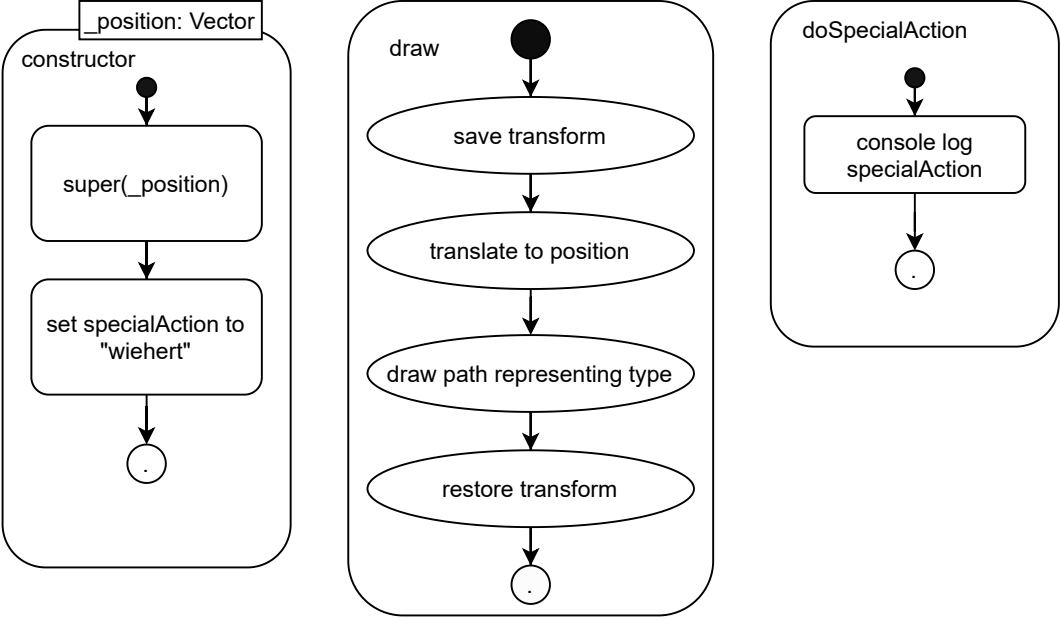 _position: Vector
constructor
super(_position)
set specialAction to
"wiehert"
.
draw
save transform
translate to position
draw path representing type
restore transform
.
doSpecialAction
console log
specialAction
.